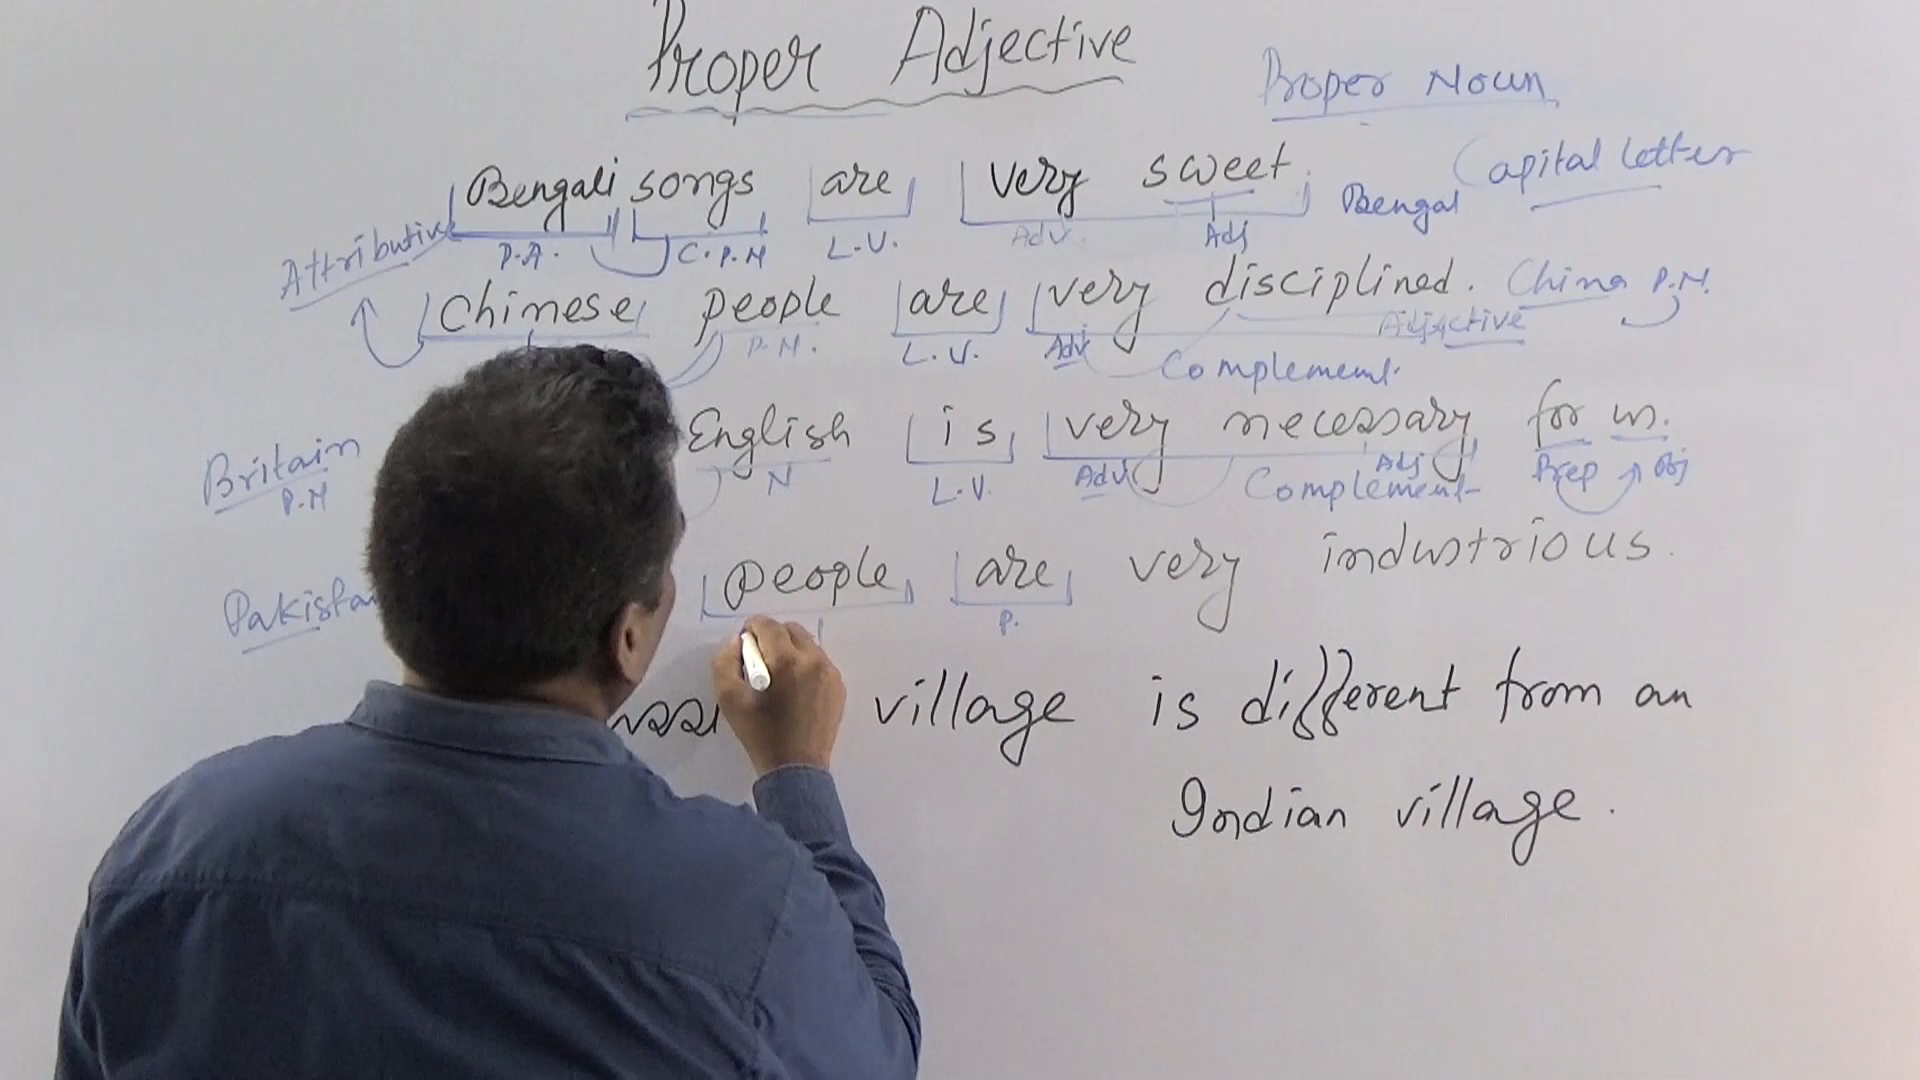 Proper Adjective
Proper Noun
Capital letter
Bengali songs are very sweet. Bengal
Attributive P.A. C.P.N L.V. Adv. Adj
Chinese people are very disciplined. China P.N.
P.N. L.V. Adv Complement Adjective
Britain English is very necessary for us.
P.N N L.V. Adv Complement Adj Prep Obj
people are very industrious.
P.
village is different from an
Indian village.